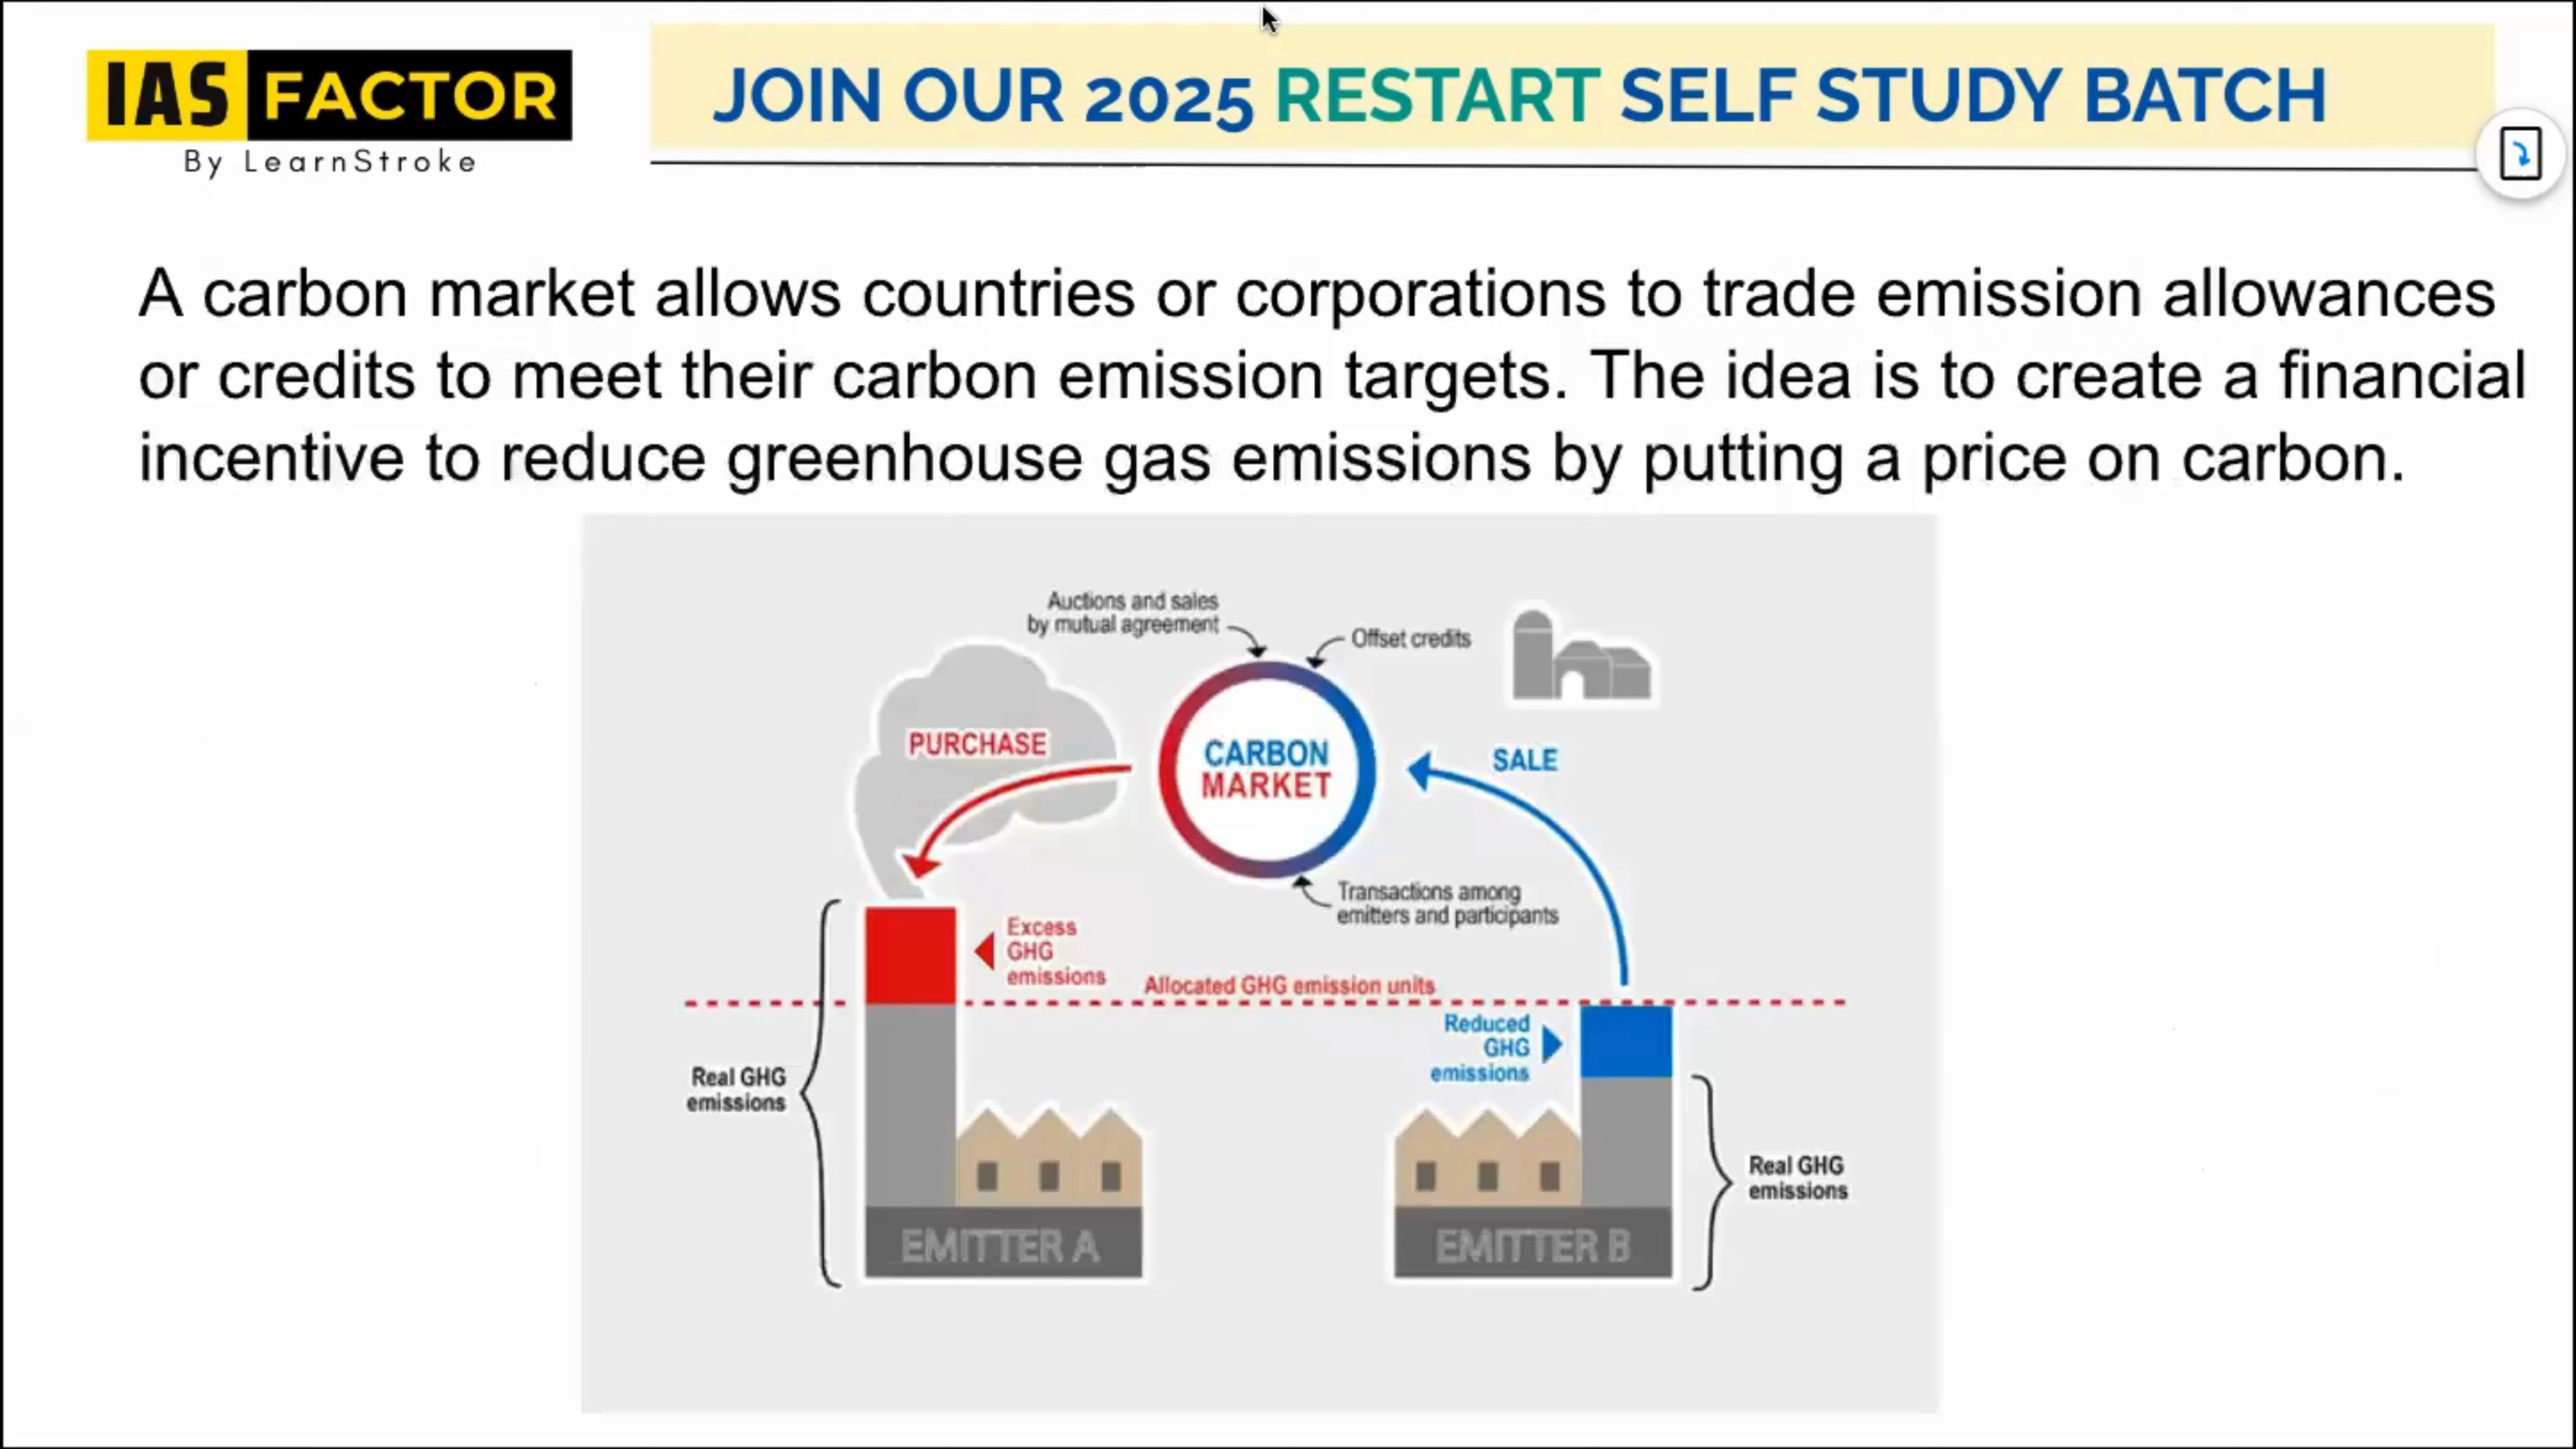 IAS FACTOR
By LearnStroke
JOIN OUR 2025 RESTART SELF STUDY BATCH
A carbon market allows countries or corporations to trade emission allowances
or credits to meet their carbon emission targets. The idea is to create a financial
incentive to reduce greenhouse gas emissions by putting a price on carbon.
Auctions and sales
by mutual agreement
Offset credits
PURCHASE
CARBON
MARKET
SALE
Transactions among
emitters and participants
Excess
GHG
emissions
Allocated GHG emission units
Reduced
GHG
emissions
Real GHG
emissions
Real GHG
emissions
EMITTER A
EMITTER B